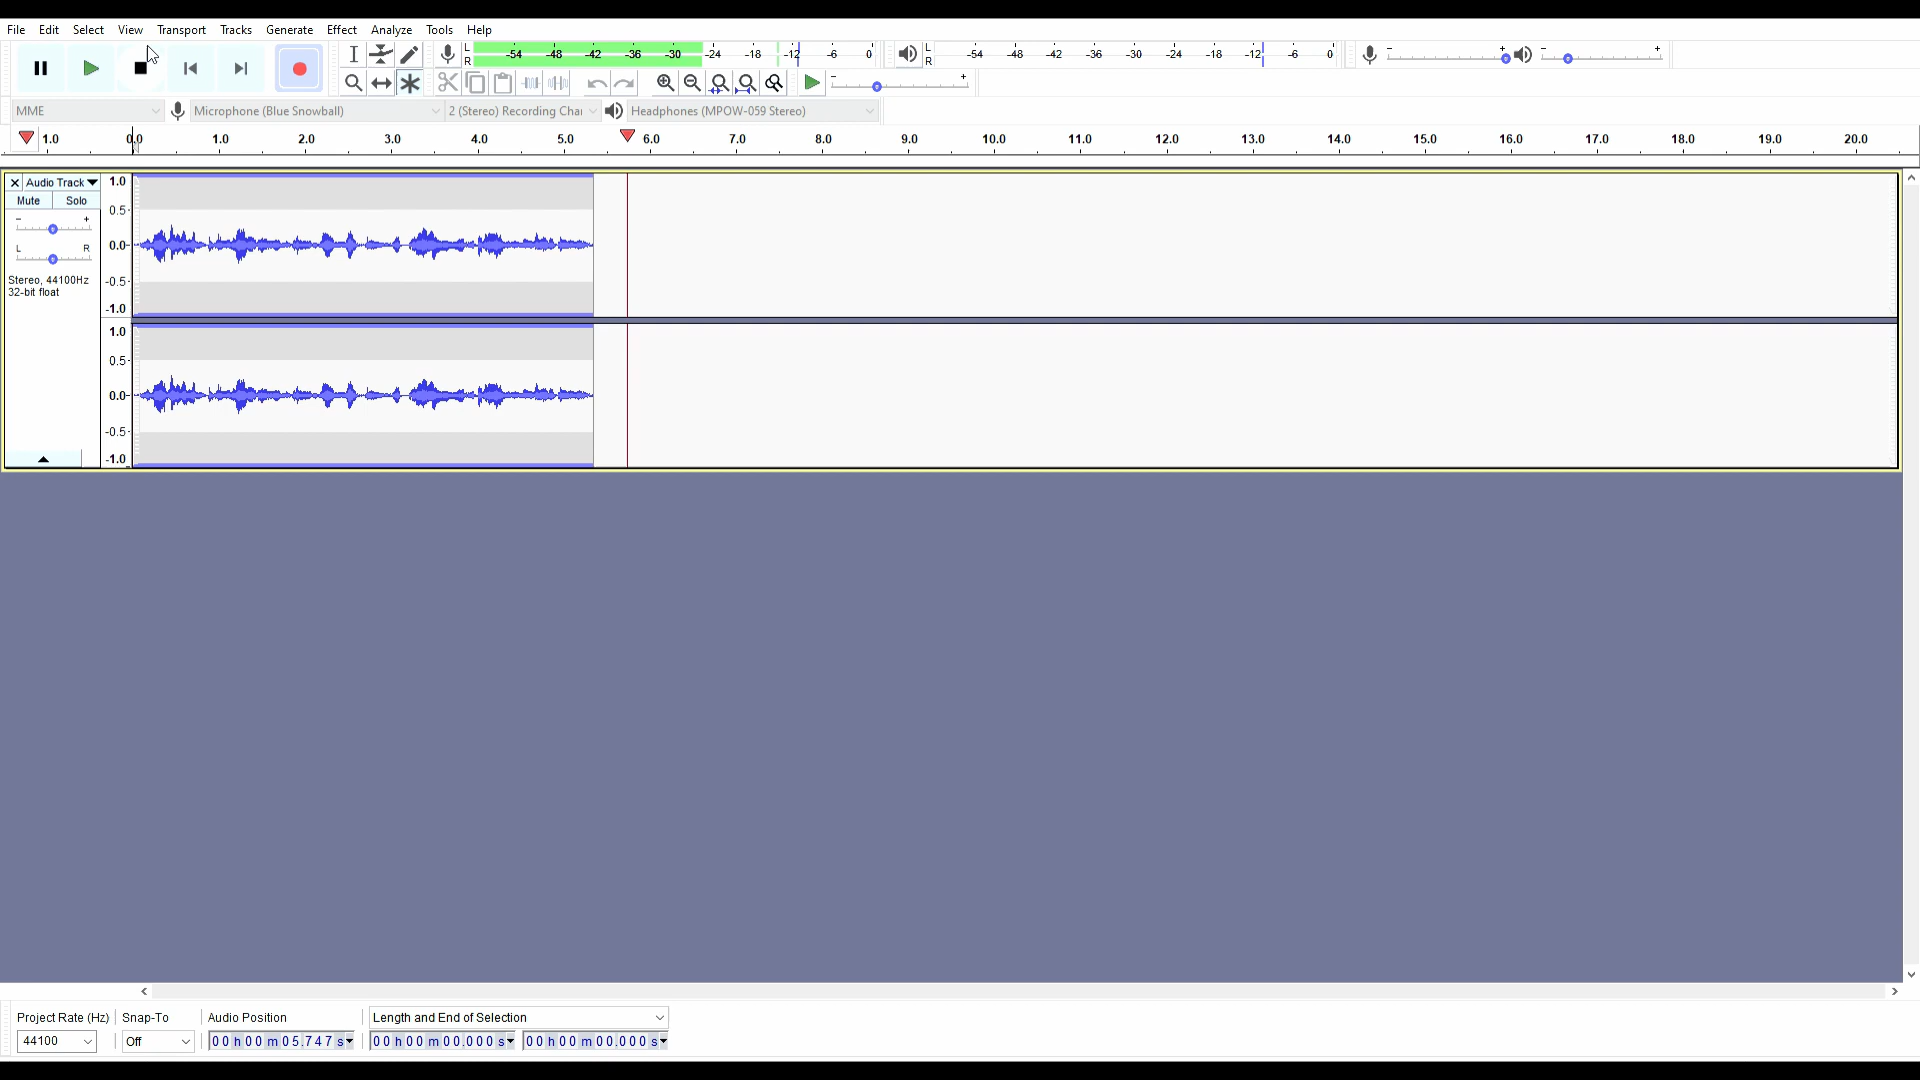 File Edit Select View Transport Tracks Generate Effect Analyze Tools Help
L
R
-54 -48 -42 -36 -30 -24 -18 -12 -6 0
L
R
-54 -48 -42 -36 -30 -24 -18 -12 -6 0
MME Microphone (Blue Snowball) 2 (Stereo) Recording Chai Headphones (MPOW-059 Stereo)
1.0 0.0 1.0 2.0 3.0 4.0 5.0 6.0 7.0 8.0 9.0 10.0 11.0 12.0 13.0 14.0 15.0 16.0 17.0 18.0 19.0 20.0
Audio Track
Mute Solo
- +
L R
Stereo, 44100Hz
32-bit float
1.0
0.5
0.0
-0.5
-1.0
1.0
0.5
0.0
-0.5
-1.0
Project Rate (Hz) Snap-To Audio Position Length and End of Selection
44100 Off 00 h 00 m 05.747 s 00 h 00 m 00.000 s 00 h 00 m 00.000 s